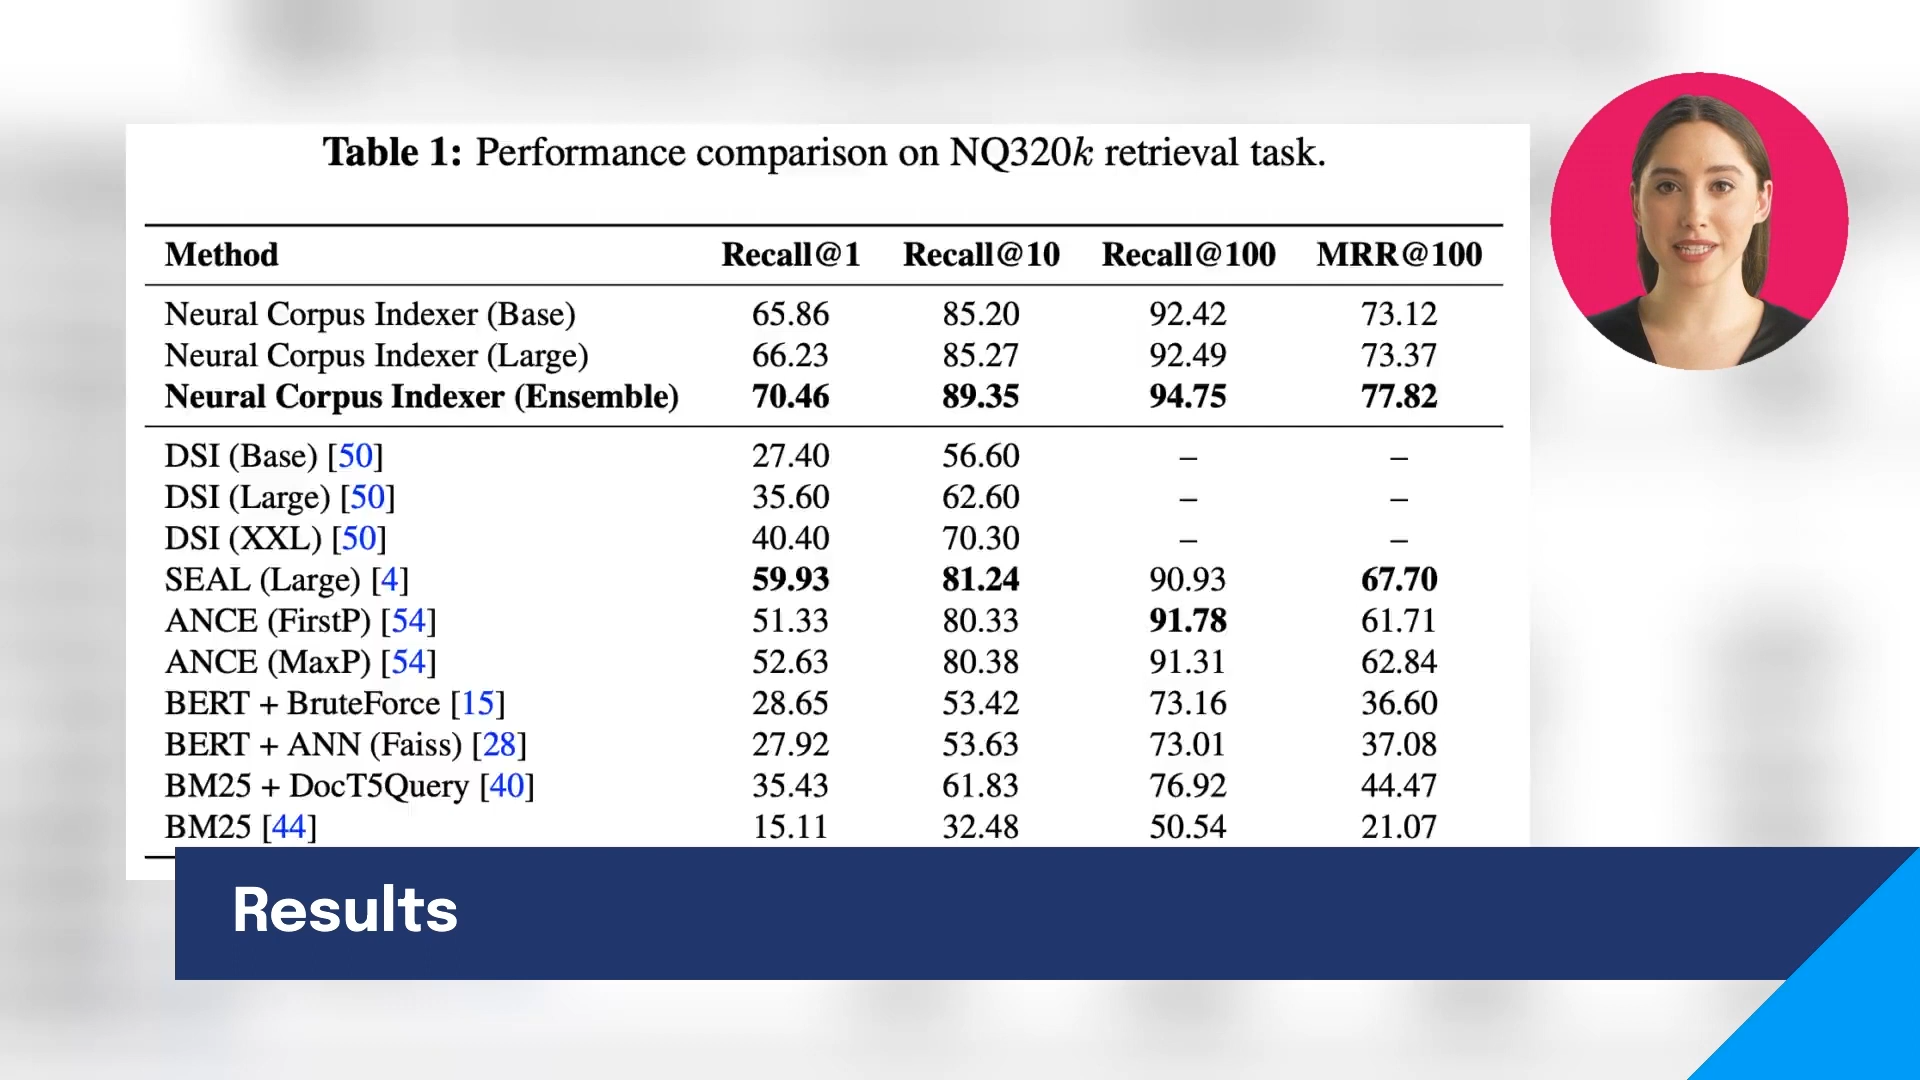 Table 1: Performance comparison on NQ320k retrieval task.
Method Recall@1 Recall@10 Recall@100 MRR@100
Neural Corpus Indexer (Base) 65.86 85.20 92.42 73.12
Neural Corpus Indexer (Large) 66.23 85.27 92.49 73.37
Neural Corpus Indexer (Ensemble) 70.46 89.35 94.75 77.82
DSI (Base) [50] 27.40 56.60 – –
DSI (Large) [50] 35.60 62.60 – –
DSI (XXL) [50] 40.40 70.30 – –
SEAL (Large) [4] 59.93 81.24 90.93 67.70
ANCE (FirstP) [54] 51.33 80.33 91.78 61.71
ANCE (MaxP) [54] 52.63 80.38 91.31 62.84
BERT + BruteForce [15] 28.65 53.42 73.16 36.60
BERT + ANN (Faiss) [28] 27.92 53.63 73.01 37.08
BM25 + DocT5Query [40] 35.43 61.83 76.92 44.47
BM25 [44] 15.11 32.48 50.54 21.07
Results